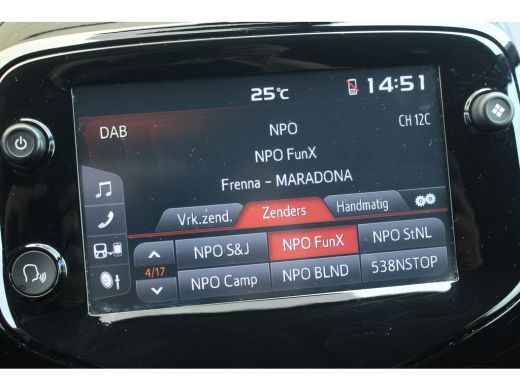 25°C 14:51
DAB NPO CH 12C
NPO FunX
Frenna – MARADONA
Vrk.zend. Zenders Handmatig
NPO S&J NPO FunX NPO StNL
4/17
NPO Camp NPO BLND 538NSTOP